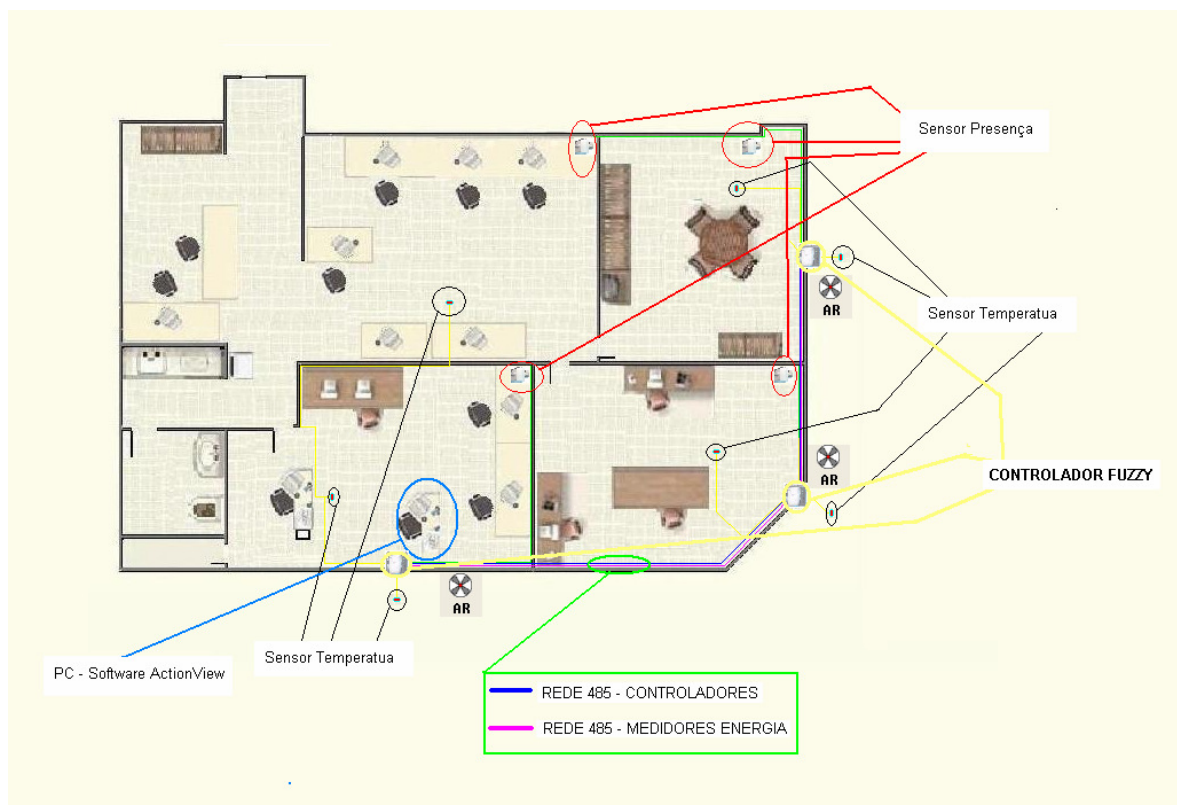 Sensor Presença
AR
Sensor Temperatua
AR
CONTROLADOR FUZZY
AR
Sensor Temperatua
PC - Software ActionView
REDE 485 - CONTROLADORES
REDE 485 - MEDIDORES ENERGIA